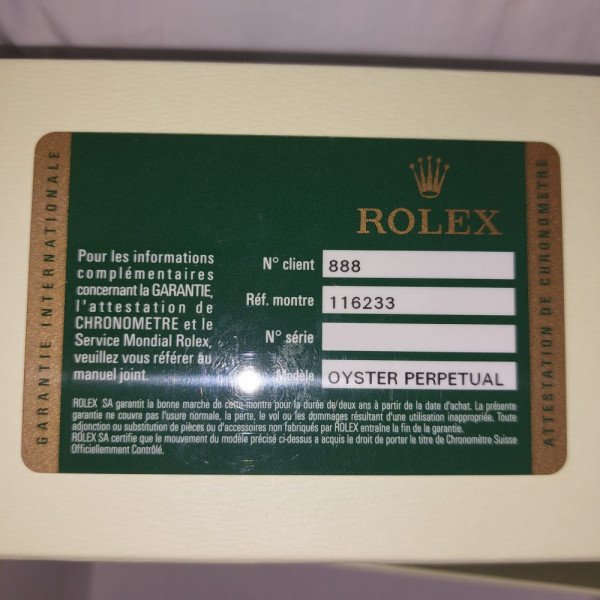 GARANTIE INTERNATIONALE
ROLEX
Pour les informations
complémentaires
concernant la GARANTIE,
l'attestation de
CHRONOMETRE et le
Service Mondial Rolex,
veuillez vous référer au
manuel joint.
N° client 888
Réf. montre 116233
N° série
Modèle OYSTER PERPETUAL
ROLEX SA garantit la bonne marche de cette montre pour la durée de deux ans à partir de la date d'achat. La présente
garantie ne couvre pas l'usure normale, la perte, le vol ou les dommages résultant d'une utilisation inappropriée. Toute
adjonction ou substitution de pièces ou d'accessoires non fabriqués par ROLEX entraîne la fin de la garantie.
ROLEX SA certifie que le mouvement du modèle précisé ci-dessus a acquis le droit de porter le titre de Chronomètre Suisse
Officiellement Contrôlé.
ATTESTATION DE CHRONOMETRE